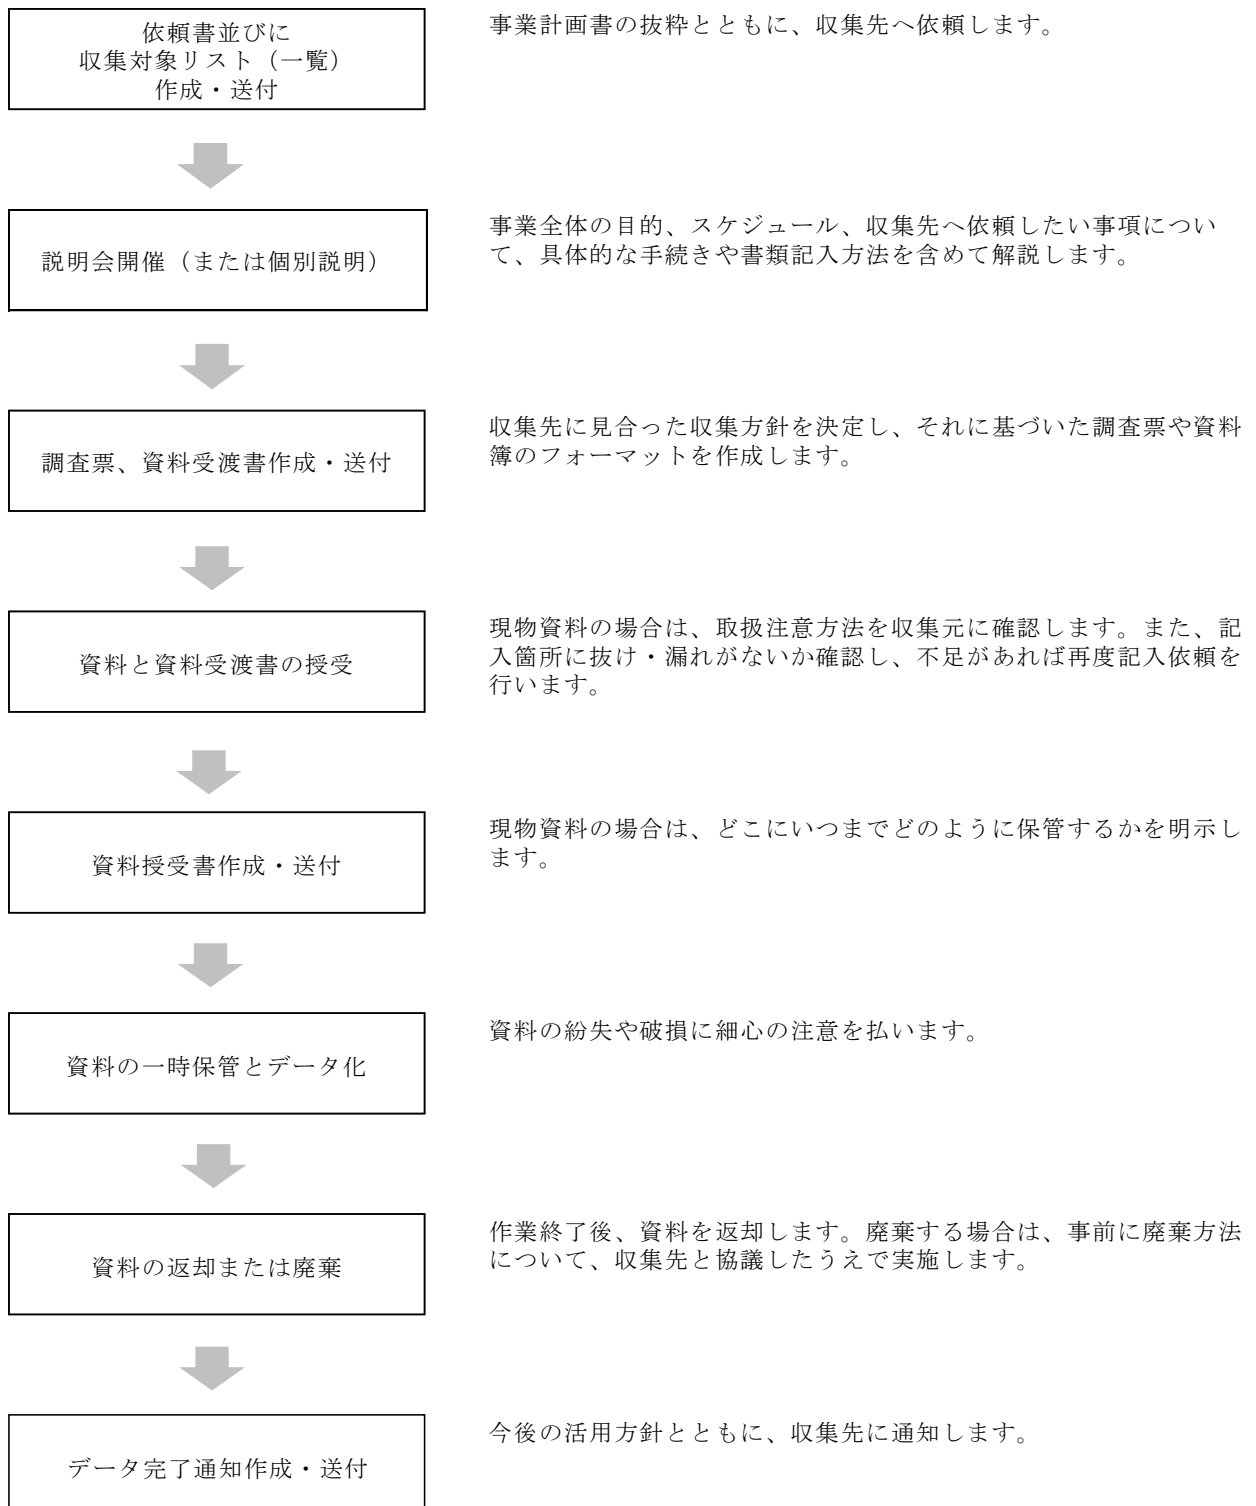 依頼書並びに
収集対象リスト（一覧）
作成・送付
事業計画書の抜粋とともに、収集先へ依頼します。
説明会開催（または個別説明）
事業全体の目的、スケジュール、収集先へ依頼したい事項につい
て、具体的な手続きや書類記入方法を含めて解説します。
調査票、資料受渡書作成・送付
収集先に見合った収集方針を決定し、それに基づいた調査票や資料
簿のフォーマットを作成します。
資料と資料受渡書の授受
現物資料の場合は、取扱注意方法を収集元に確認します。また、記
入箇所に抜け・漏れがないか確認し、不足があれば再度記入依頼を
行います。
資料授受書作成・送付
現物資料の場合は、どこにいつまでどのように保管するかを明示し
ます。
資料の一時保管とデータ化
資料の紛失や破損に細心の注意を払います。
資料の返却または廃棄
作業終了後、資料を返却します。廃棄する場合は、事前に廃棄方法
について、収集先と協議したうえで実施します。
データ完了通知作成・送付
今後の活用方針とともに、収集先に通知します。